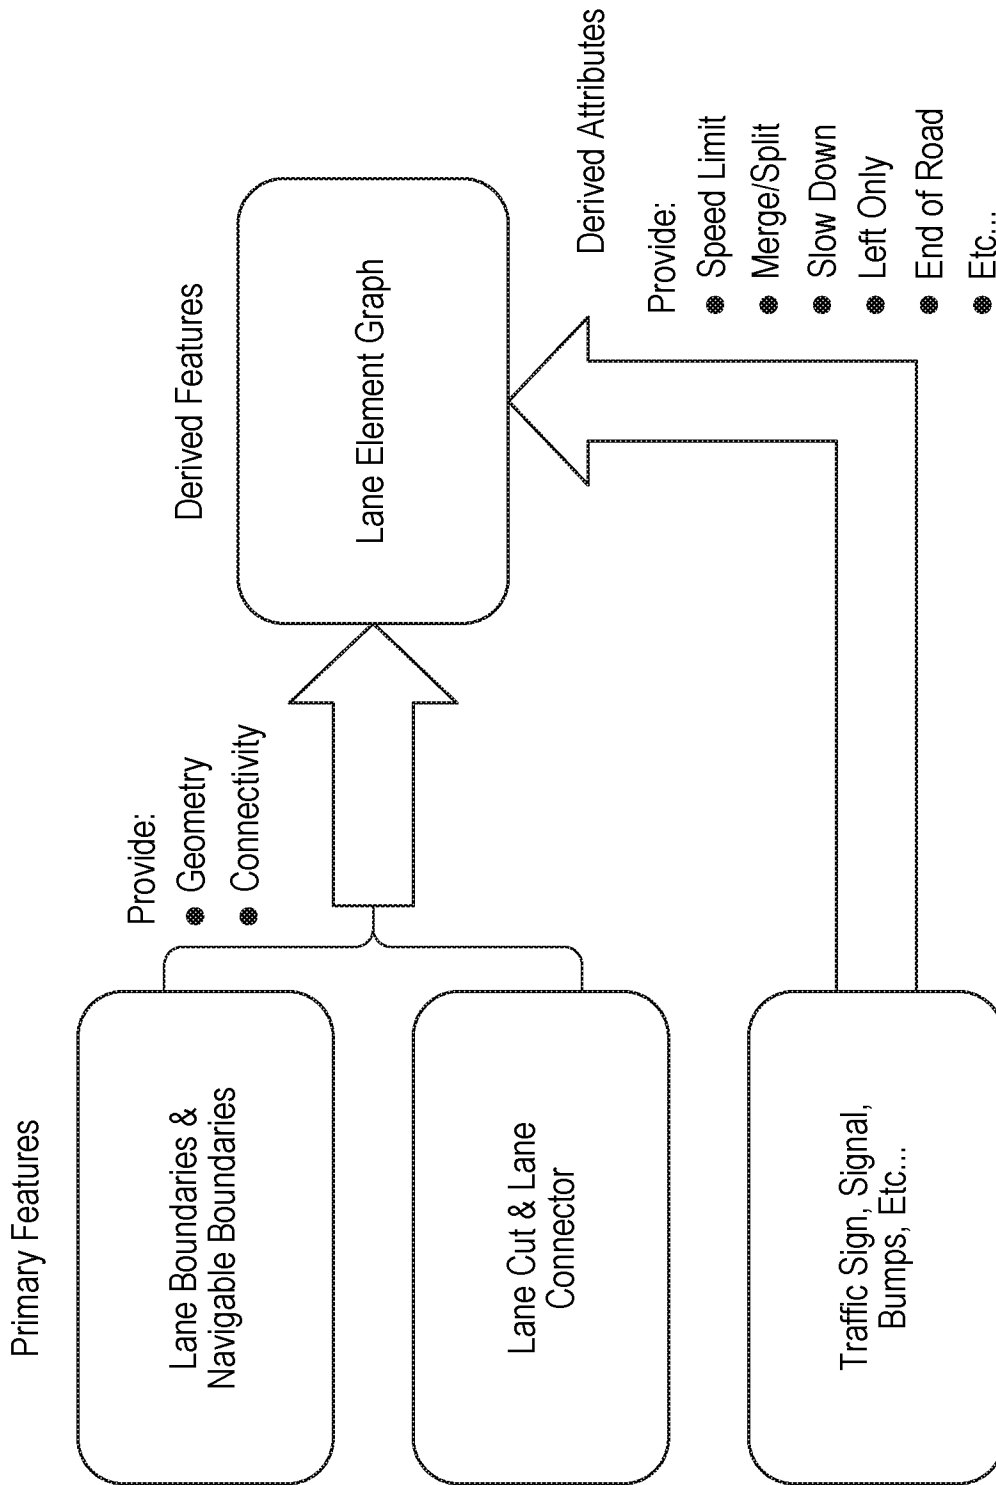 Primary Features
Lane Boundaries &
Navigable Boundaries
Lane Cut & Lane
Connector
Traffic Sign, Signal,
Bumps, Etc...
Provide:
Geometry
Connectivity
Derived Features
Lane Element Graph
Derived Attributes
Provide:
Speed Limit
Merge/Split
Slow Down
Left Only
End of Road
Etc...